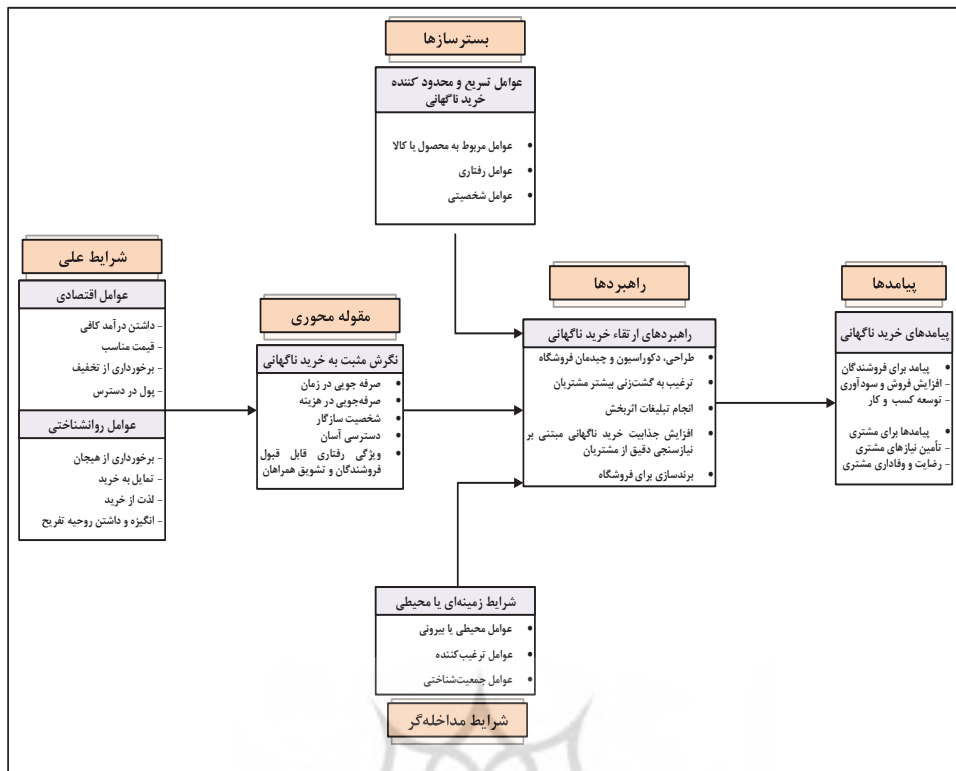 بسترسازها
عوامل تسریع و محدود کننده
خرید ناگهانی
• عوامل مربوط به محصول یا کالا
• عوامل رفتاری
• عوامل شخصیتی
شرایط علی
عوامل اقتصادی
- داشتن درآمد کافی
- قیمت مناسب
- برخورداری از تخفیف
- پول در دسترس
عوامل روانشناختی
- برخورداری از هیجان
- تمایل به خرید
- لذت از خرید
- انگیزه و داشتن روحیه تفریح
مقوله محوری
نگرش مثبت به خرید ناگهانی
• صرفه جویی در زمان
• صرفه‌جویی در هزینه
• شخصیت سازگار
• دسترسی آسان
• ویژگی رفتاری قابل قبول
فروشندگان و تشویق همراهان
راهبردها
راهبردهای ارتقاء خرید ناگهانی
• طراحی، دکوراسیون و چیدمان فروشگاه
• ترغیب به گشت‌زنی بیشتر مشتریان
• انجام تبلیغات اثربخش
• افزایش جذابیت خرید ناگهانی مبتنی بر
نیازسنجی دقیق از مشتریان
• برندسازی برای فروشگاه
پیامدها
پیامدهای خرید ناگهانی
• پیامد برای فروشندگان
- افزایش فروش و سودآوری
- توسعه کسب و کار
• پیامدها برای مشتری
- تأمین نیازهای مشتری
- رضایت و وفاداری مشتری
شرایط زمینه‌ای یا محیطی
• عوامل محیطی یا بیرونی
• عوامل ترغیب‌کننده
• عوامل جمعیت‌شناختی
شرایط مداخله‌گر